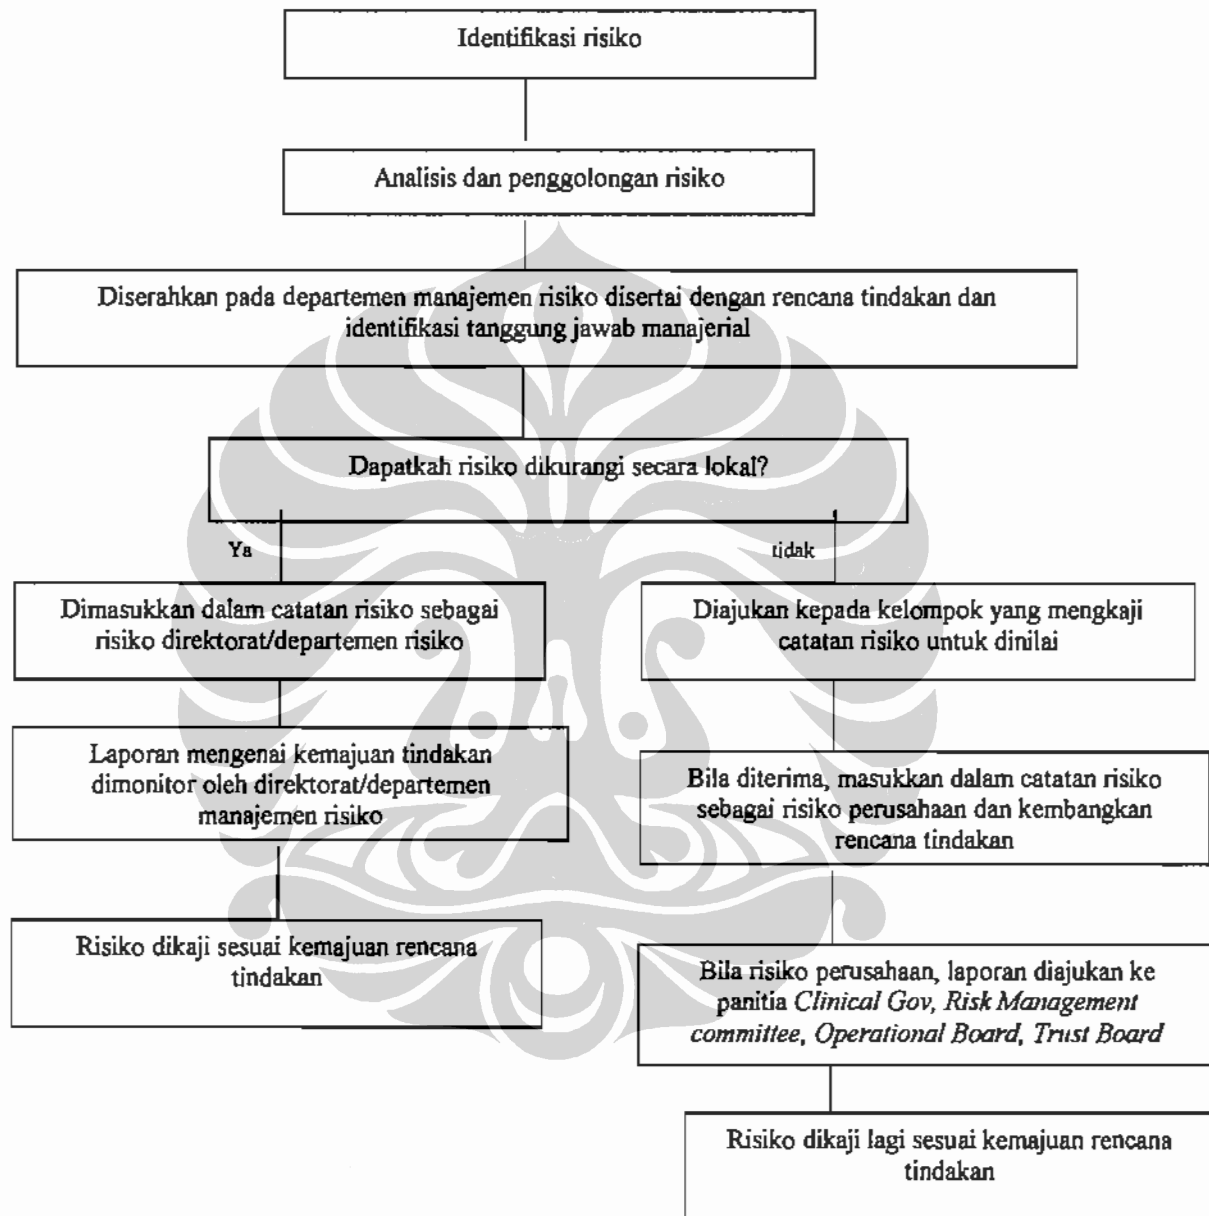 Identifikasi risiko
Analisis dan penggolongan risiko
Diserahkan pada departemen manajemen risiko disertai dengan rencana tindakan dan
identifikasi tanggung jawab manajerial
Dapatkah risiko dikurangi secara lokal?
Ya
tidak
Dimasukkan dalam catatan risiko sebagai
risiko direktorat/departemen risiko
Diajukan kepada kelompok yang mengkaji
catatan risiko untuk dinilai
Laporan mengenai kemajuan tindakan
dimonitor oleh direktorat/departemen
manajemen risiko
Bila diterima, masukkan dalam catatan risiko
sebagai risiko perusahaan dan kembangkan
rencana tindakan
Risiko dikaji sesuai kemajuan rencana
tindakan
Bila risiko perusahaan, laporan diajukan ke
panitia Clinical Gov, Risk Management
committee, Operational Board, Trust Board
Risiko dikaji lagi sesuai kemajuan rencana
tindakan